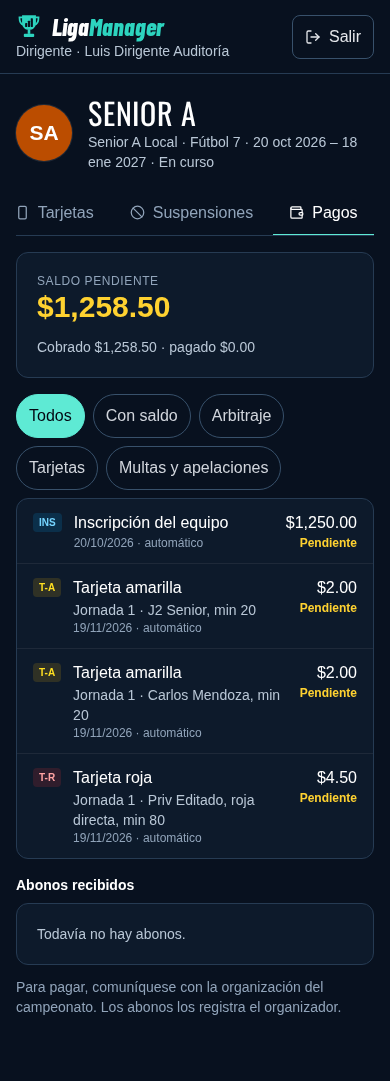 LigaManager
Dirigente · Luis Dirigente Auditoría
Salir
SA
SENIOR A
Senior A Local · Fútbol 7 · 20 oct 2026 – 18
ene 2027 · En curso
Tarjetas
Suspensiones
Pagos
SALDO PENDIENTE
$1,258.50
Cobrado $1,258.50 · pagado $0.00
Todos
Con saldo
Arbitraje
Tarjetas
Multas y apelaciones
INS
Inscripción del equipo
$1,250.00
20/10/2026 · automático
Pendiente
T-A
Tarjeta amarilla
$2.00
Jornada 1 · J2 Senior, min 20
Pendiente
19/11/2026 · automático
T-A
Tarjeta amarilla
$2.00
Jornada 1 · Carlos Mendoza, min
20
Pendiente
19/11/2026 · automático
T-R
Tarjeta roja
$4.50
Jornada 1 · Priv Editado, roja
directa, min 80
Pendiente
19/11/2026 · automático
Abonos recibidos
Todavía no hay abonos.
Para pagar, comuníquese con la organización del
campeonato. Los abonos los registra el organizador.